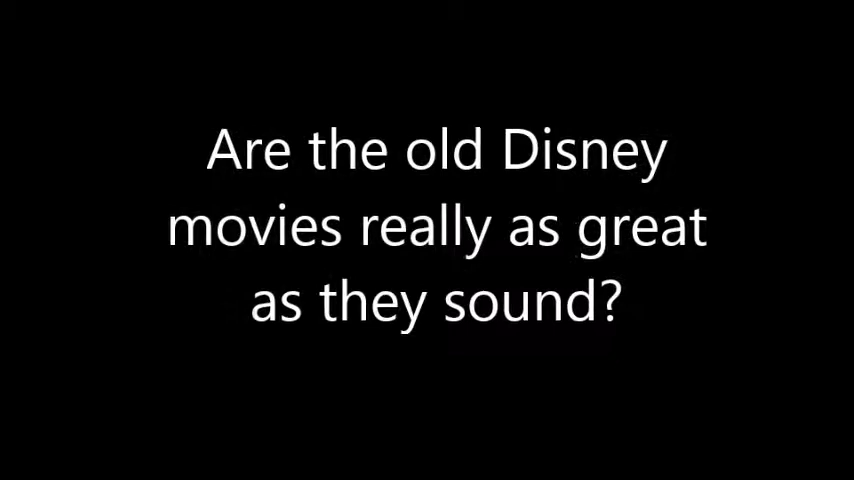 Are the old Disney
movies really as great
as they sound?